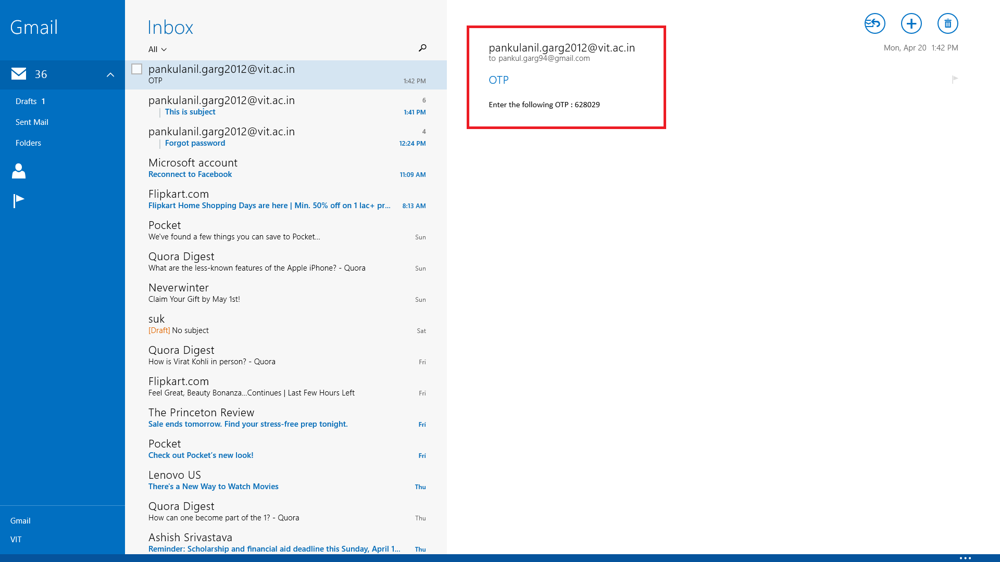 Gmail
36
Drafts 1
Sent Mail
Folders
Gmail
VIT
Inbox
All
pankulanil.garg2012@vit.ac.in
OTP 1:42 PM
pankulanil.garg2012@vit.ac.in 6
This is subject 1:41 PM
pankulanil.garg2012@vit.ac.in 4
Forgot password 12:24 PM
Microsoft account
Reconnect to Facebook 11:09 AM
Flipkart.com
Flipkart Home Shopping Days are here | Min. 50% off on 1 lac+ pr... 8:13 AM
Pocket
We've found a few things you can save to Pocket... Sun
Quora Digest
What are the less-known features of the Apple iPhone? - Quora Sun
Neverwinter
Claim Your Gift by May 1st! Sun
suk
[Draft] No subject Sat
Quora Digest
How is Virat Kohli in person? - Quora Fri
Flipkart.com
Feel Great, Beauty Bonanza...Continues | Last Few Hours Left Fri
The Princeton Review
Sale ends tomorrow. Find your stress-free prep tonight. Fri
Pocket
Check out Pocket's new look! Fri
Lenovo US
There's a New Way to Watch Movies Thu
Quora Digest
How can one become part of the 1? - Quora Thu
Ashish Srivastava
Reminder: Scholarship and financial aid deadline this Sunday, April 1... Thu
Mon, Apr 20 1:42 PM
pankulanil.garg2012@vit.ac.in
to pankul.garg94@gmail.com
OTP
Enter the following OTP : 628029